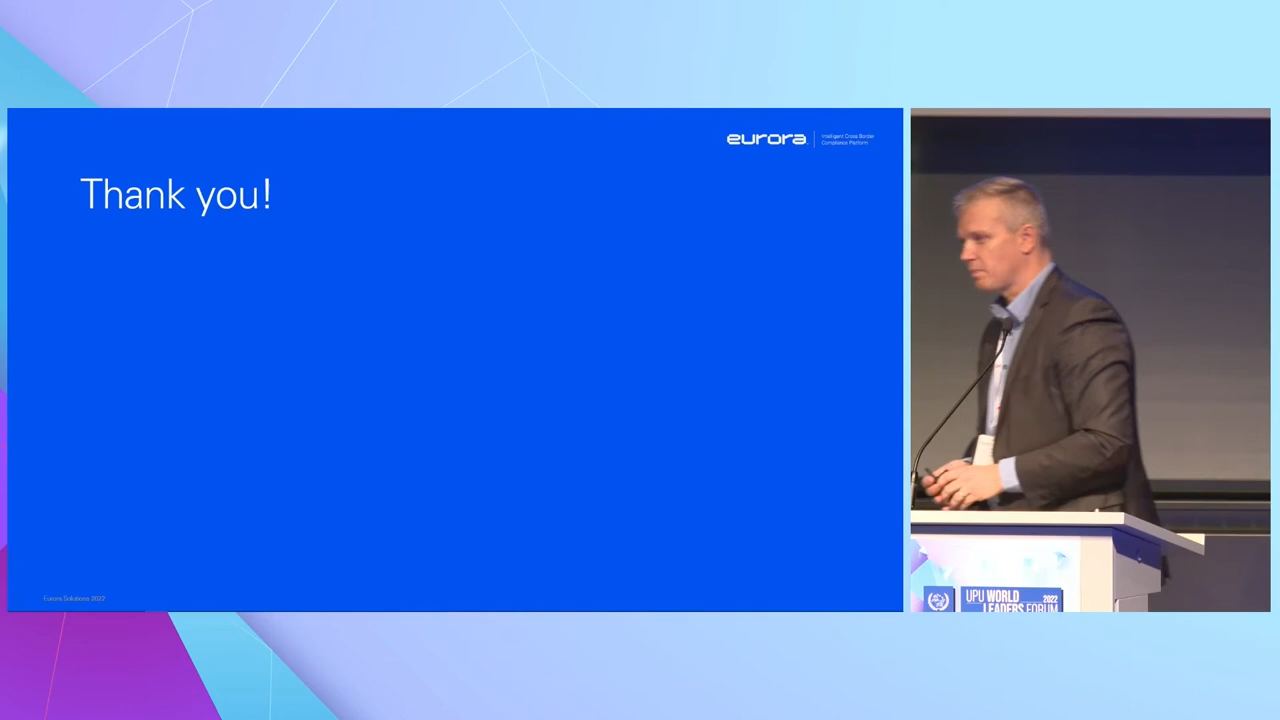 eurora
Intelligent Cross Border
Compliance Platform
Thank you!
Eurora Solutions 2022
UPU WORLD 2022
LEADERS FORUM